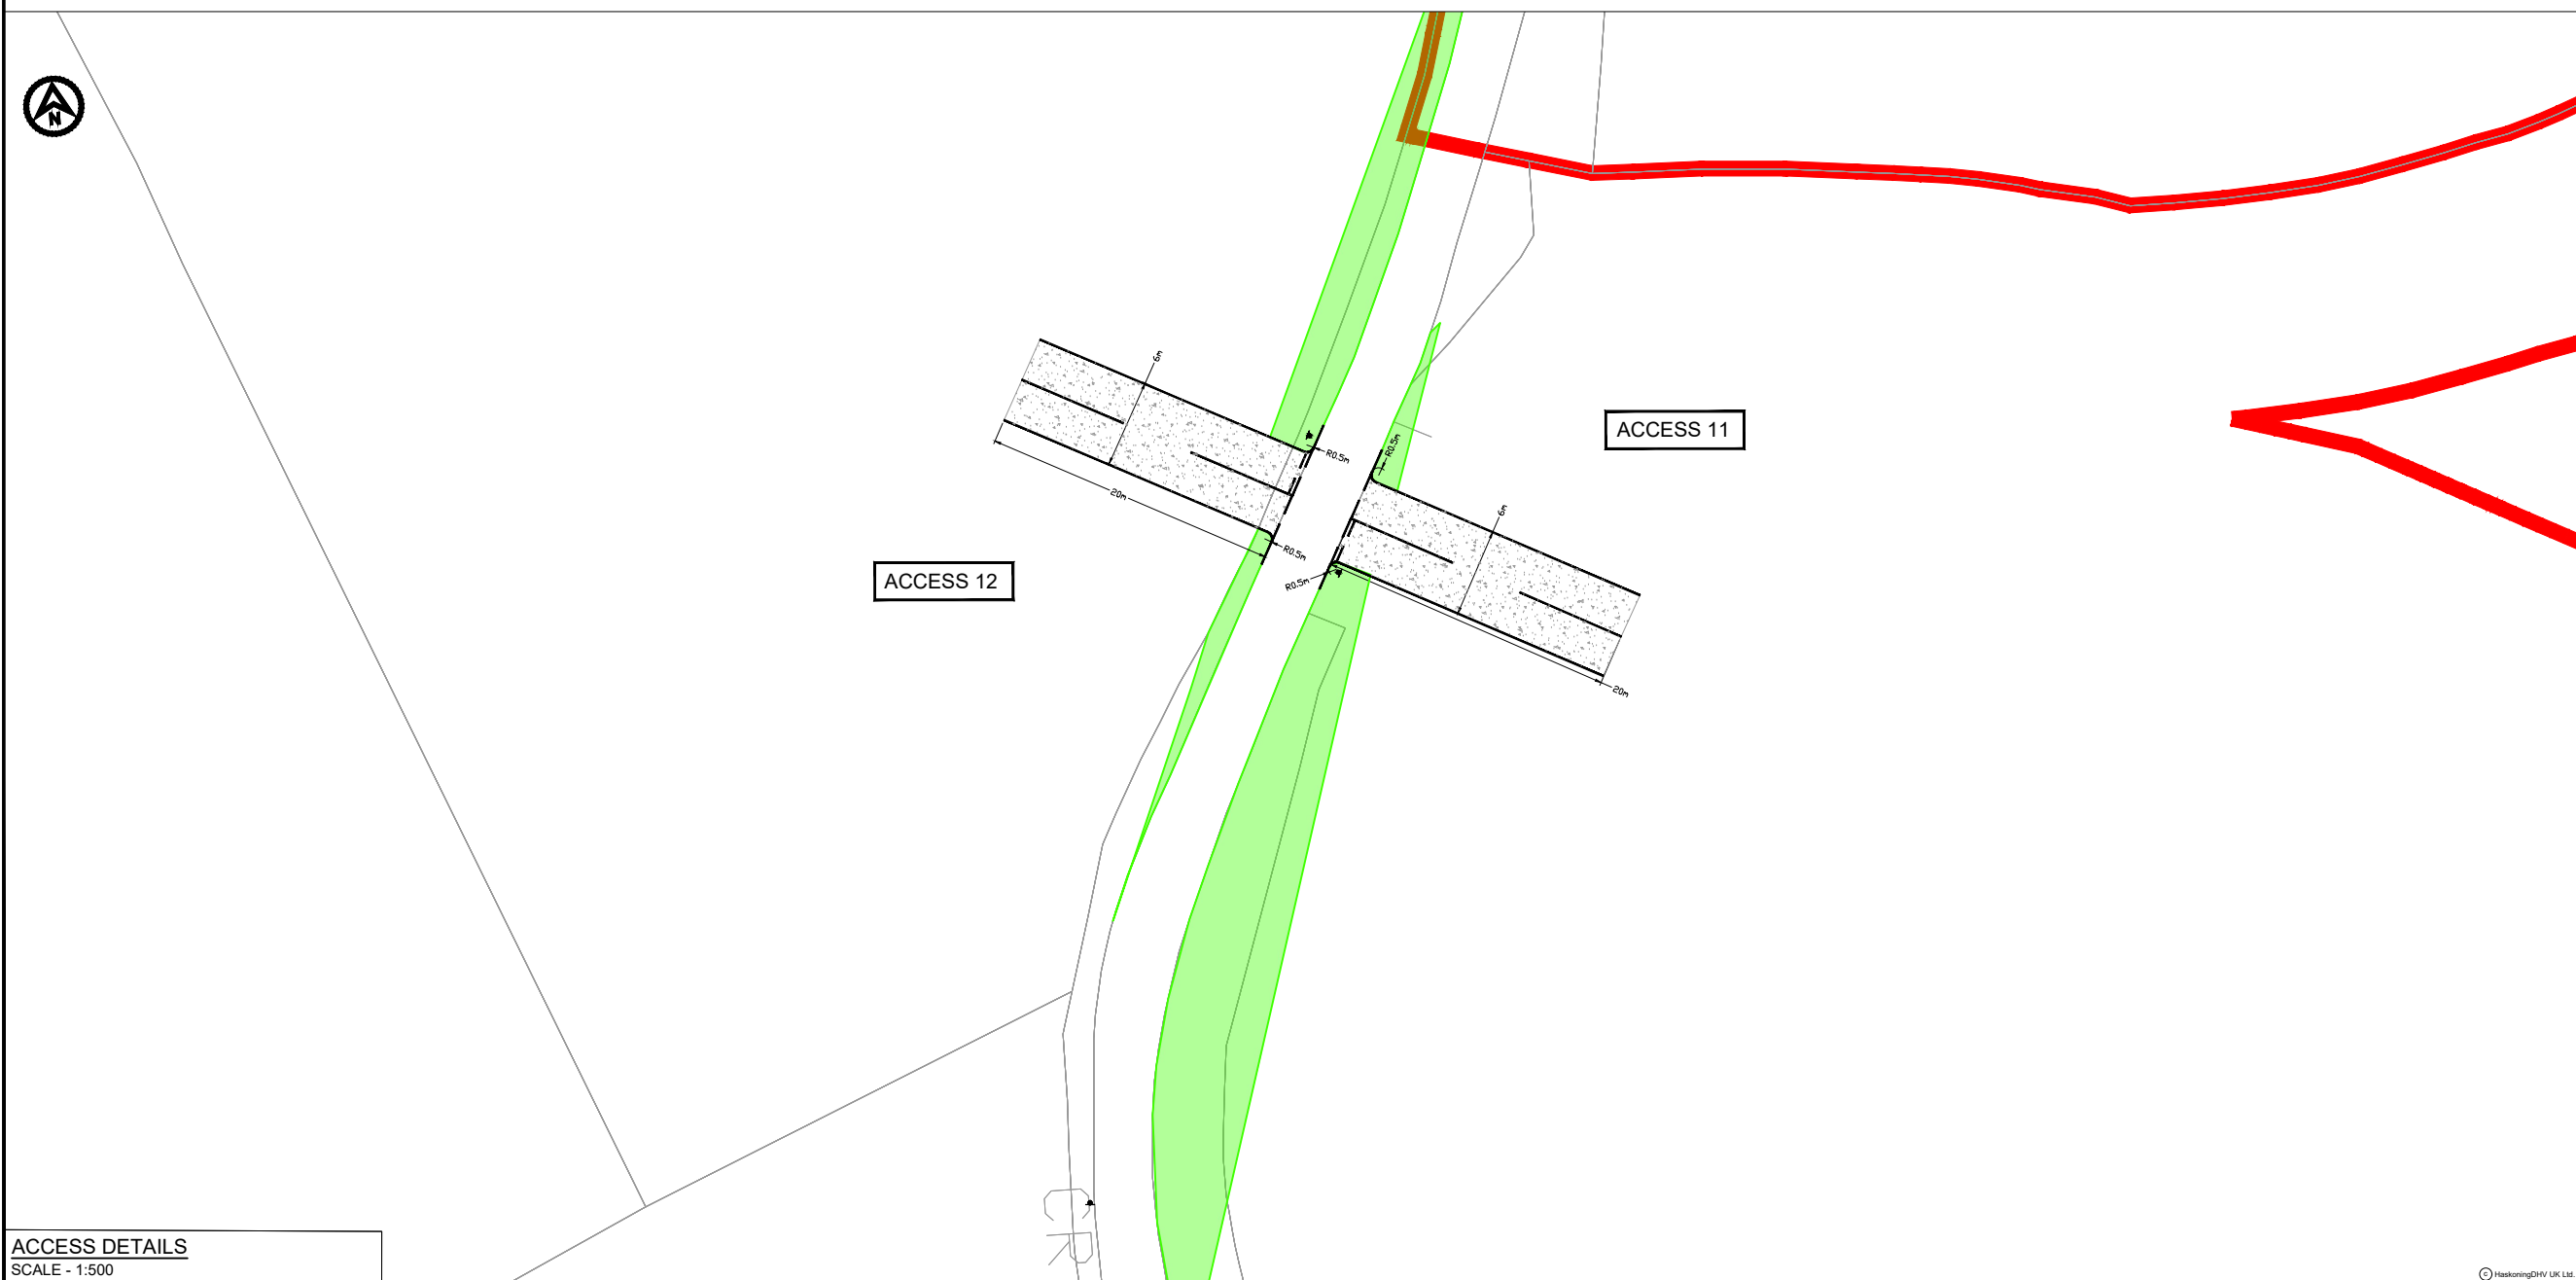 N
6m
ACCESS 11
R0.5m
R0.5m
20m
6m
R0.5m
R0.5m
ACCESS 12
20m
CR
ACCESS DETAILS
SCALE - 1:500
© HaskoningDHV UK Ltd.